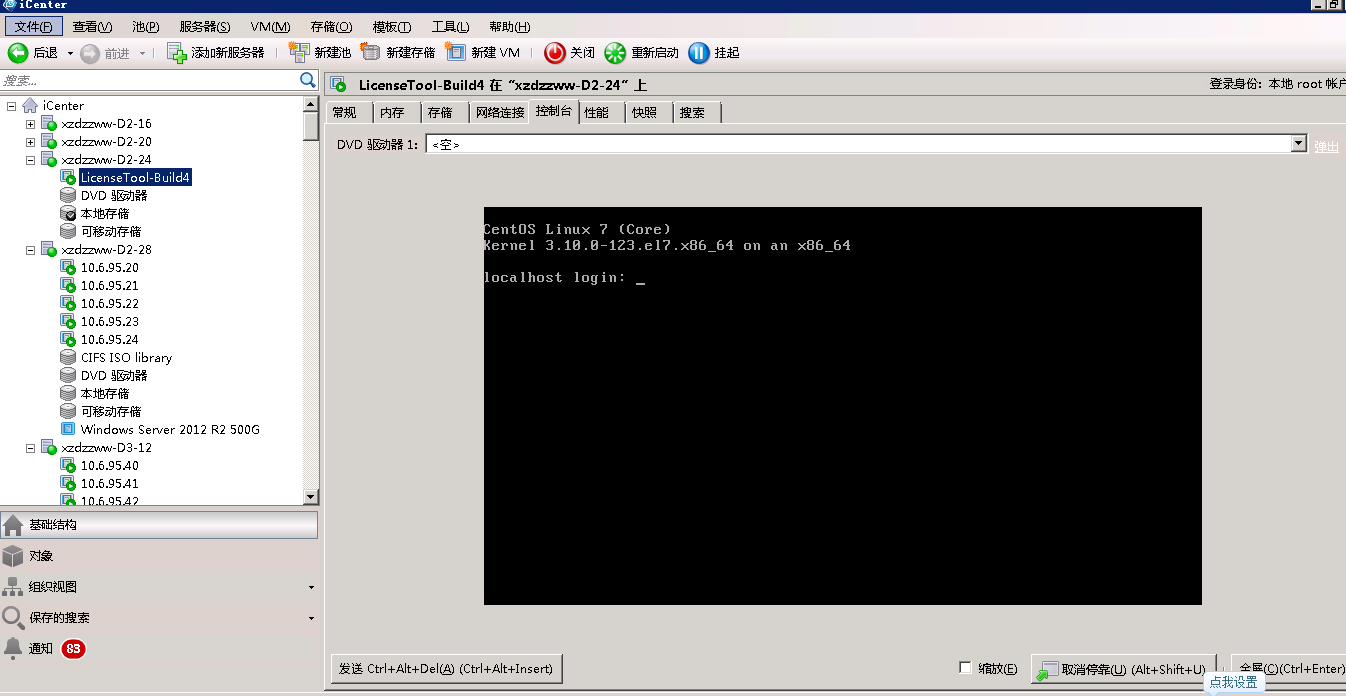 iCenter
文件(F) 查看(V) 池(P) 服务器(S) VM(M) 存储(O) 模板(T) 工具(L) 帮助(H)
后退 前进 添加新服务器 新建池 新建存储 新建 VM 关闭 重新启动 挂起
搜索...
LicenseTool-Build4 在 “xzdzzww-D2-24” 上
登录身份: 本地 root 帐户
常规 内存 存储 网络连接 控制台 性能 快照 搜索
DVD 驱动器 1: <空> 弹出
iCenter
xzdzzww-D2-16
xzdzzww-D2-20
xzdzzww-D2-24
LicenseTool-Build4
DVD 驱动器
本地存储
可移动存储
xzdzzww-D2-28
10.6.95.20
10.6.95.21
10.6.95.22
10.6.95.23
10.6.95.24
CIFS ISO library
DVD 驱动器
本地存储
可移动存储
Windows Server 2012 R2 500G
xzdzzww-D3-12
10.6.95.40
10.6.95.41
10.6.95.42
基础结构
对象
组织视图
保存的搜索
通知 83
CentOS Linux 7 (Core)
Kernel 3.10.0-123.el7.x86_64 on an x86_64
localhost login: _
发送 Ctrl+Alt+Del(A) (Ctrl+Alt+Insert)
缩放(E)
取消停靠(U) (Alt+Shift+U)
全屏(C)(Ctrl+Enter)
点我设置